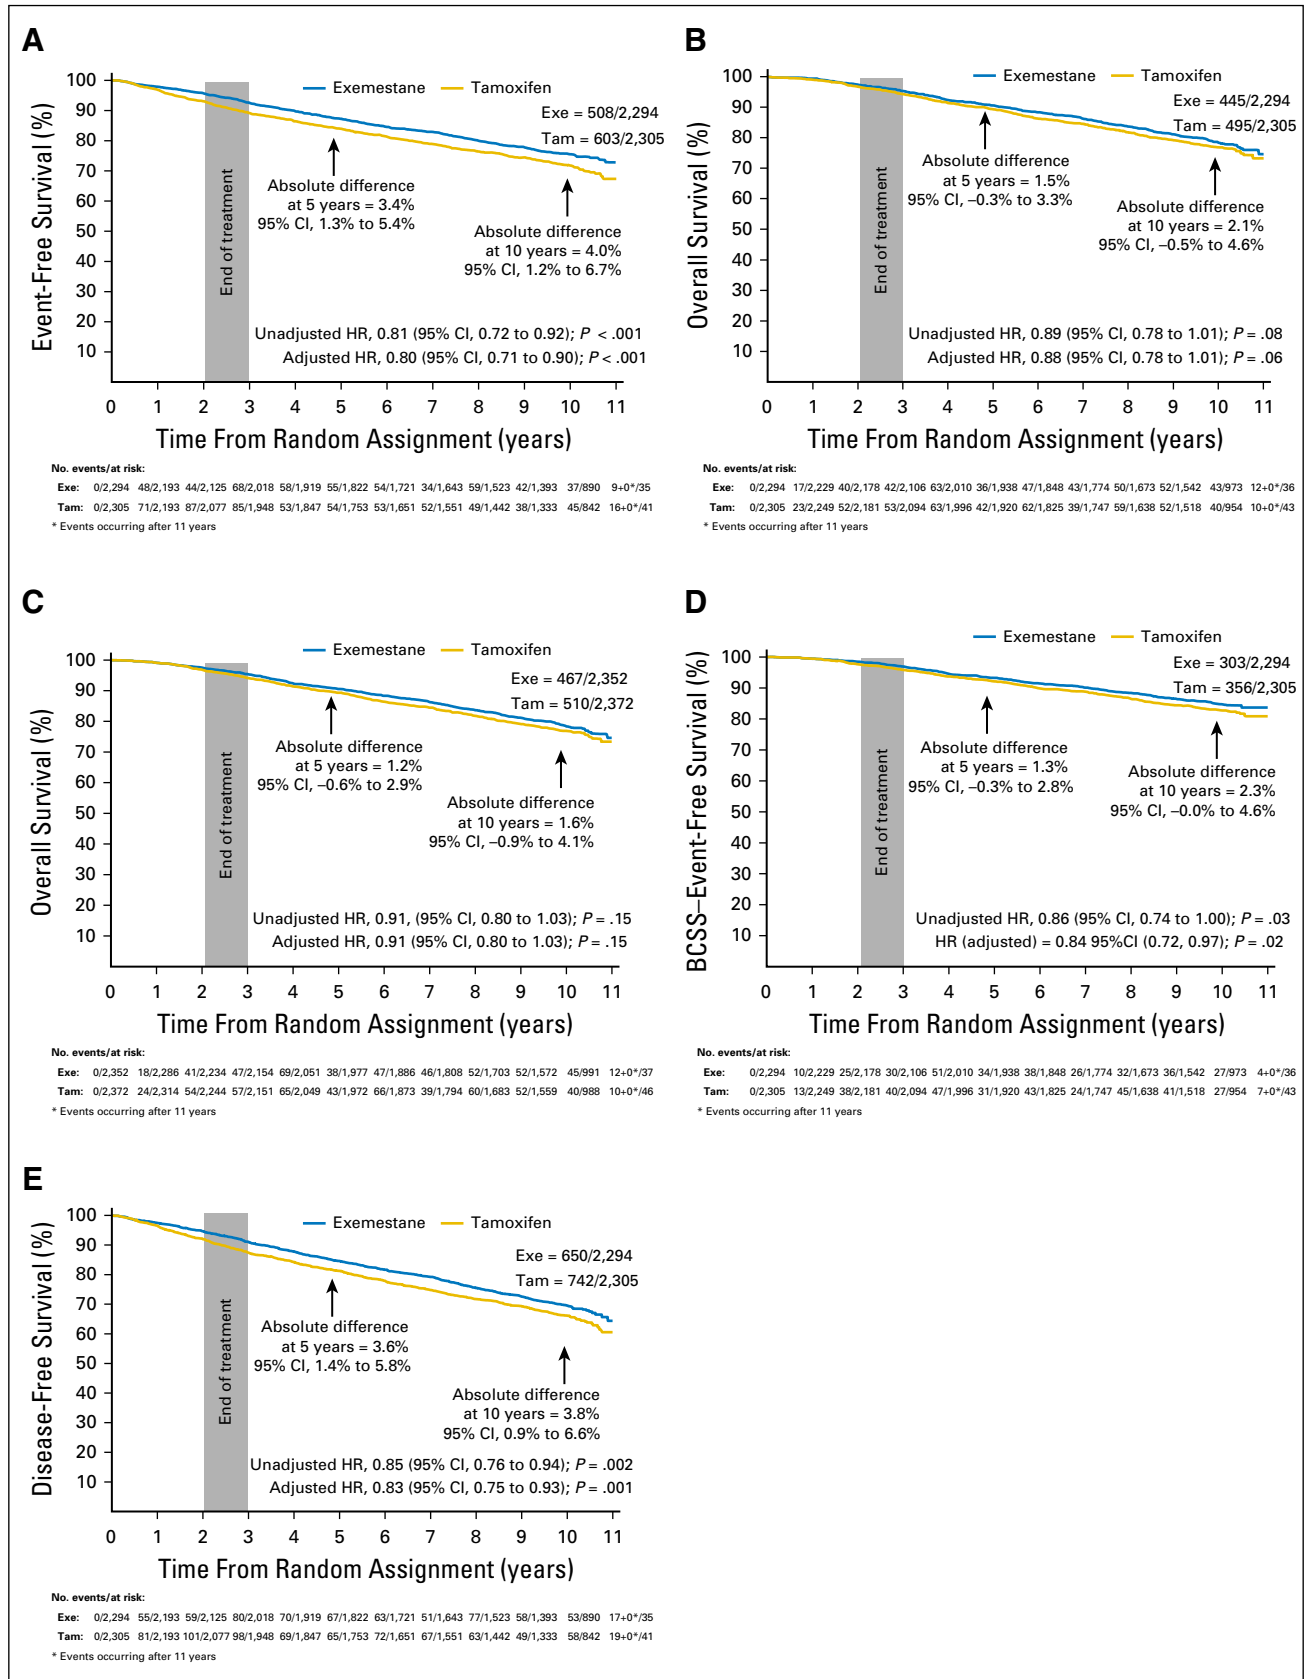 A
Event-Free Survival (%)
100
90
80
70
60
50
40
30
20
10
Exemestane Tamoxifen
Exe = 508/2,294
Tam = 603/2,305
End of treatment
Absolute difference
at 5 years = 3.4%
95% CI, 1.3% to 5.4%
Absolute difference
at 10 years = 4.0%
95% CI, 1.2% to 6.7%
Unadjusted HR, 0.81 (95% CI, 0.72 to 0.92); P < .001
Adjusted HR, 0.80 (95% CI, 0.71 to 0.90); P < .001
0 1 2 3 4 5 6 7 8 9 10 11
Time From Random Assignment (years)
No. events/at risk:
Exe: 0/2,294 48/2,193 44/2,125 68/2,018 58/1,919 55/1,822 54/1,721 34/1,643 59/1,523 42/1,393 37/890 9+0*/35
Tam: 0/2,305 71/2,193 87/2,077 85/1,948 53/1,847 54/1,753 53/1,651 52/1,551 49/1,442 38/1,333 45/842 16+0*/41
* Events occurring after 11 years
B
Overall Survival (%)
100
90
80
70
60
50
40
30
20
10
Exemestane Tamoxifen
Exe = 445/2,294
Tam = 495/2,305
End of treatment
Absolute difference
at 5 years = 1.5%
95% CI, –0.3% to 3.3%
Absolute difference
at 10 years = 2.1%
95% CI, –0.5% to 4.6%
Unadjusted HR, 0.89 (95% CI, 0.78 to 1.01); P = .08
Adjusted HR, 0.88 (95% CI, 0.78 to 1.01); P = .06
0 1 2 3 4 5 6 7 8 9 10 11
Time From Random Assignment (years)
No. events/at risk:
Exe: 0/2,294 17/2,229 40/2,178 42/2,106 63/2,010 36/1,938 47/1,848 43/1,774 50/1,673 52/1,542 43/973 12+0*/36
Tam: 0/2,305 23/2,249 52/2,181 53/2,094 63/1,996 42/1,920 62/1,825 39/1,747 59/1,638 52/1,518 40/954 10+0*/43
* Events occurring after 11 years
C
Overall Survival (%)
100
90
80
70
60
50
40
30
20
10
Exemestane Tamoxifen
Exe = 467/2,352
Tam = 510/2,372
End of treatment
Absolute difference
at 5 years = 1.2%
95% CI, –0.6% to 2.9%
Absolute difference
at 10 years = 1.6%
95% CI, –0.9% to 4.1%
Unadjusted HR, 0.91, (95% CI, 0.80 to 1.03); P = .15
Adjusted HR, 0.91 (95% CI, 0.80 to 1.03); P = .15
0 1 2 3 4 5 6 7 8 9 10 11
Time From Random Assignment (years)
No. events/at risk:
Exe: 0/2,352 18/2,286 41/2,234 47/2,154 69/2,051 38/1,977 47/1,886 46/1,808 52/1,703 52/1,572 45/991 12+0*/37
Tam: 0/2,372 24/2,314 54/2,244 57/2,151 65/2,049 43/1,972 66/1,873 39/1,794 60/1,683 52/1,559 40/988 10+0*/46
* Events occurring after 11 years
D
BCSS–Event-Free Survival (%)
100
90
80
70
60
50
40
30
20
10
Exemestane Tamoxifen
Exe = 303/2,294
Tam = 356/2,305
End of treatment
Absolute difference
at 5 years = 1.3%
95% CI, –0.3% to 2.8%
Absolute difference
at 10 years = 2.3%
95% CI, –0.0% to 4.6%
Unadjusted HR, 0.86 (95% CI, 0.74 to 1.00); P = .03
HR (adjusted) = 0.84 95%CI (0.72, 0.97); P = .02
0 1 2 3 4 5 6 7 8 9 10 11
Time From Random Assignment (years)
No. events/at risk:
Exe: 0/2,294 10/2,229 25/2,178 30/2,106 51/2,010 34/1,938 38/1,848 26/1,774 32/1,673 36/1,542 27/973 4+0*/36
Tam: 0/2,305 13/2,249 38/2,181 40/2,094 47/1,996 31/1,920 43/1,825 24/1,747 45/1,638 41/1,518 27/954 7+0*/43
* Events occurring after 11 years
E
Disease-Free Survival (%)
100
90
80
70
60
50
40
30
20
10
Exemestane Tamoxifen
Exe = 650/2,294
Tam = 742/2,305
End of treatment
Absolute difference
at 5 years = 3.6%
95% CI, 1.4% to 5.8%
Absolute difference
at 10 years = 3.8%
95% CI, 0.9% to 6.6%
Unadjusted HR, 0.85 (95% CI, 0.76 to 0.94); P = .002
Adjusted HR, 0.83 (95% CI, 0.75 to 0.93); P = .001
0 1 2 3 4 5 6 7 8 9 10 11
Time From Random Assignment (years)
No. events/at risk:
Exe: 0/2,294 55/2,193 59/2,125 80/2,018 70/1,919 67/1,822 63/1,721 51/1,643 77/1,523 58/1,393 53/890 17+0*/35
Tam: 0/2,305 81/2,193 101/2,077 98/1,948 69/1,847 65/1,753 72/1,651 67/1,551 63/1,442 49/1,333 58/842 19+0*/41
* Events occurring after 11 years